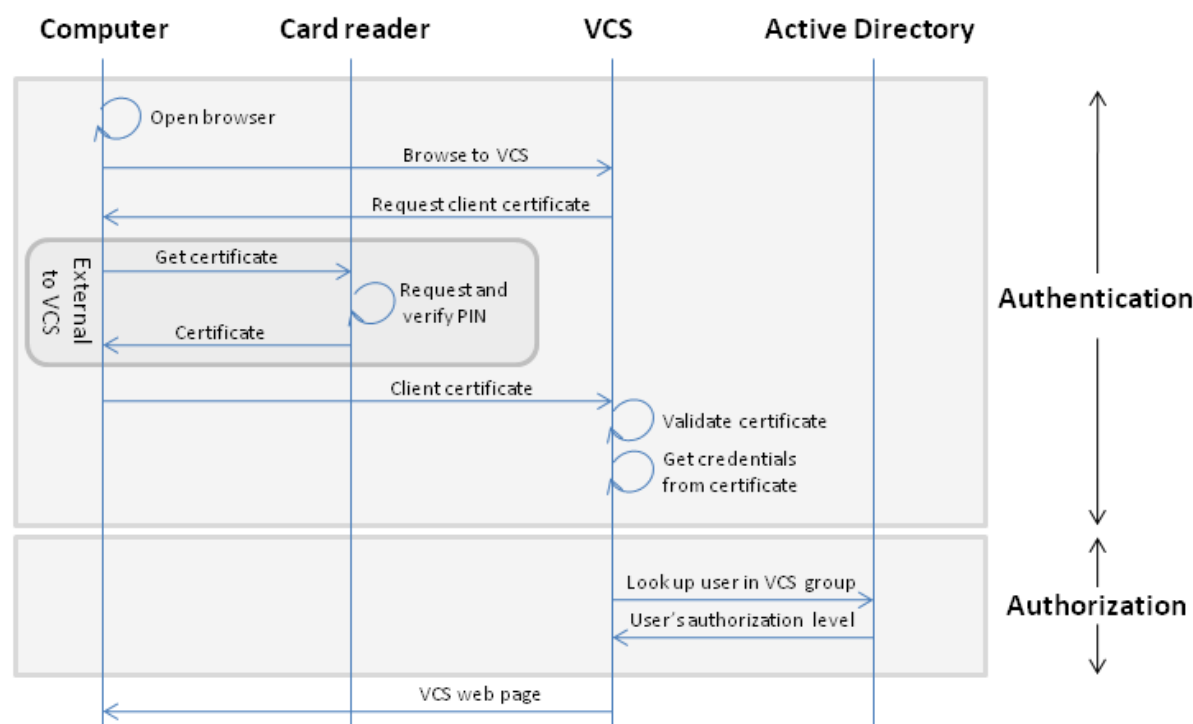 Computer
Card reader
VCS
Active Directory
Open browser
Browse to VCS
Request client certificate
External
to VCS
Get certificate
Request and
verify PIN
Certificate
Authentication
Client certificate
Validate certificate
Get credentials
from certificate
Look up user in VCS group
Authorization
User's authorization level
VCS web page